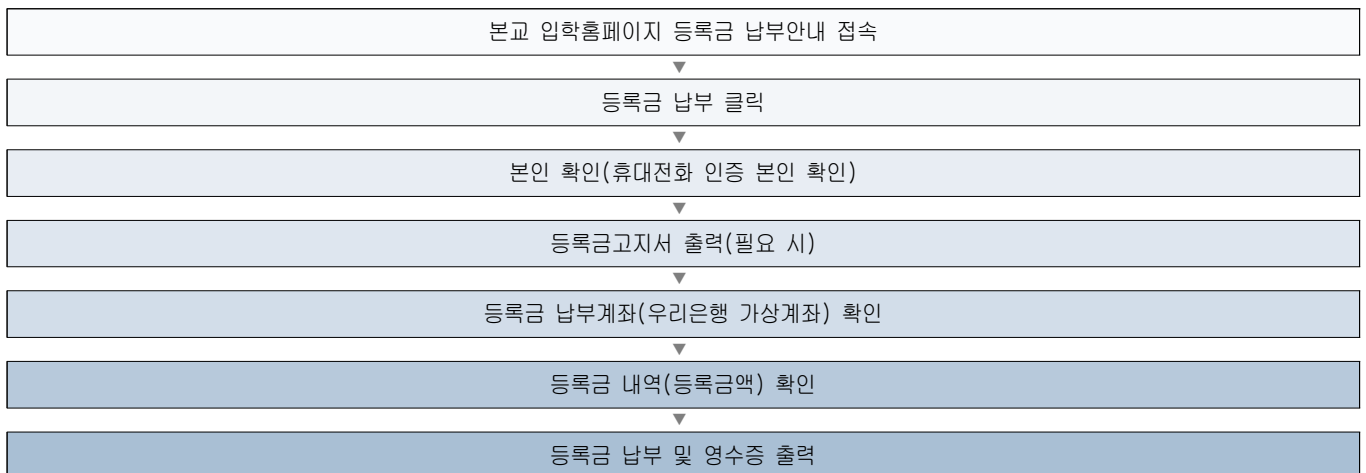 본교 입학홈페이지 등록금 납부안내 접속
▼
등록금 납부 클릭
▼
본인 확인(휴대전화 인증 본인 확인)
▼
등록금고지서 출력(필요 시)
▼
등록금 납부계좌(우리은행 가상계좌) 확인
▼
등록금 내역(등록금액) 확인
▼
등록금 납부 및 영수증 출력